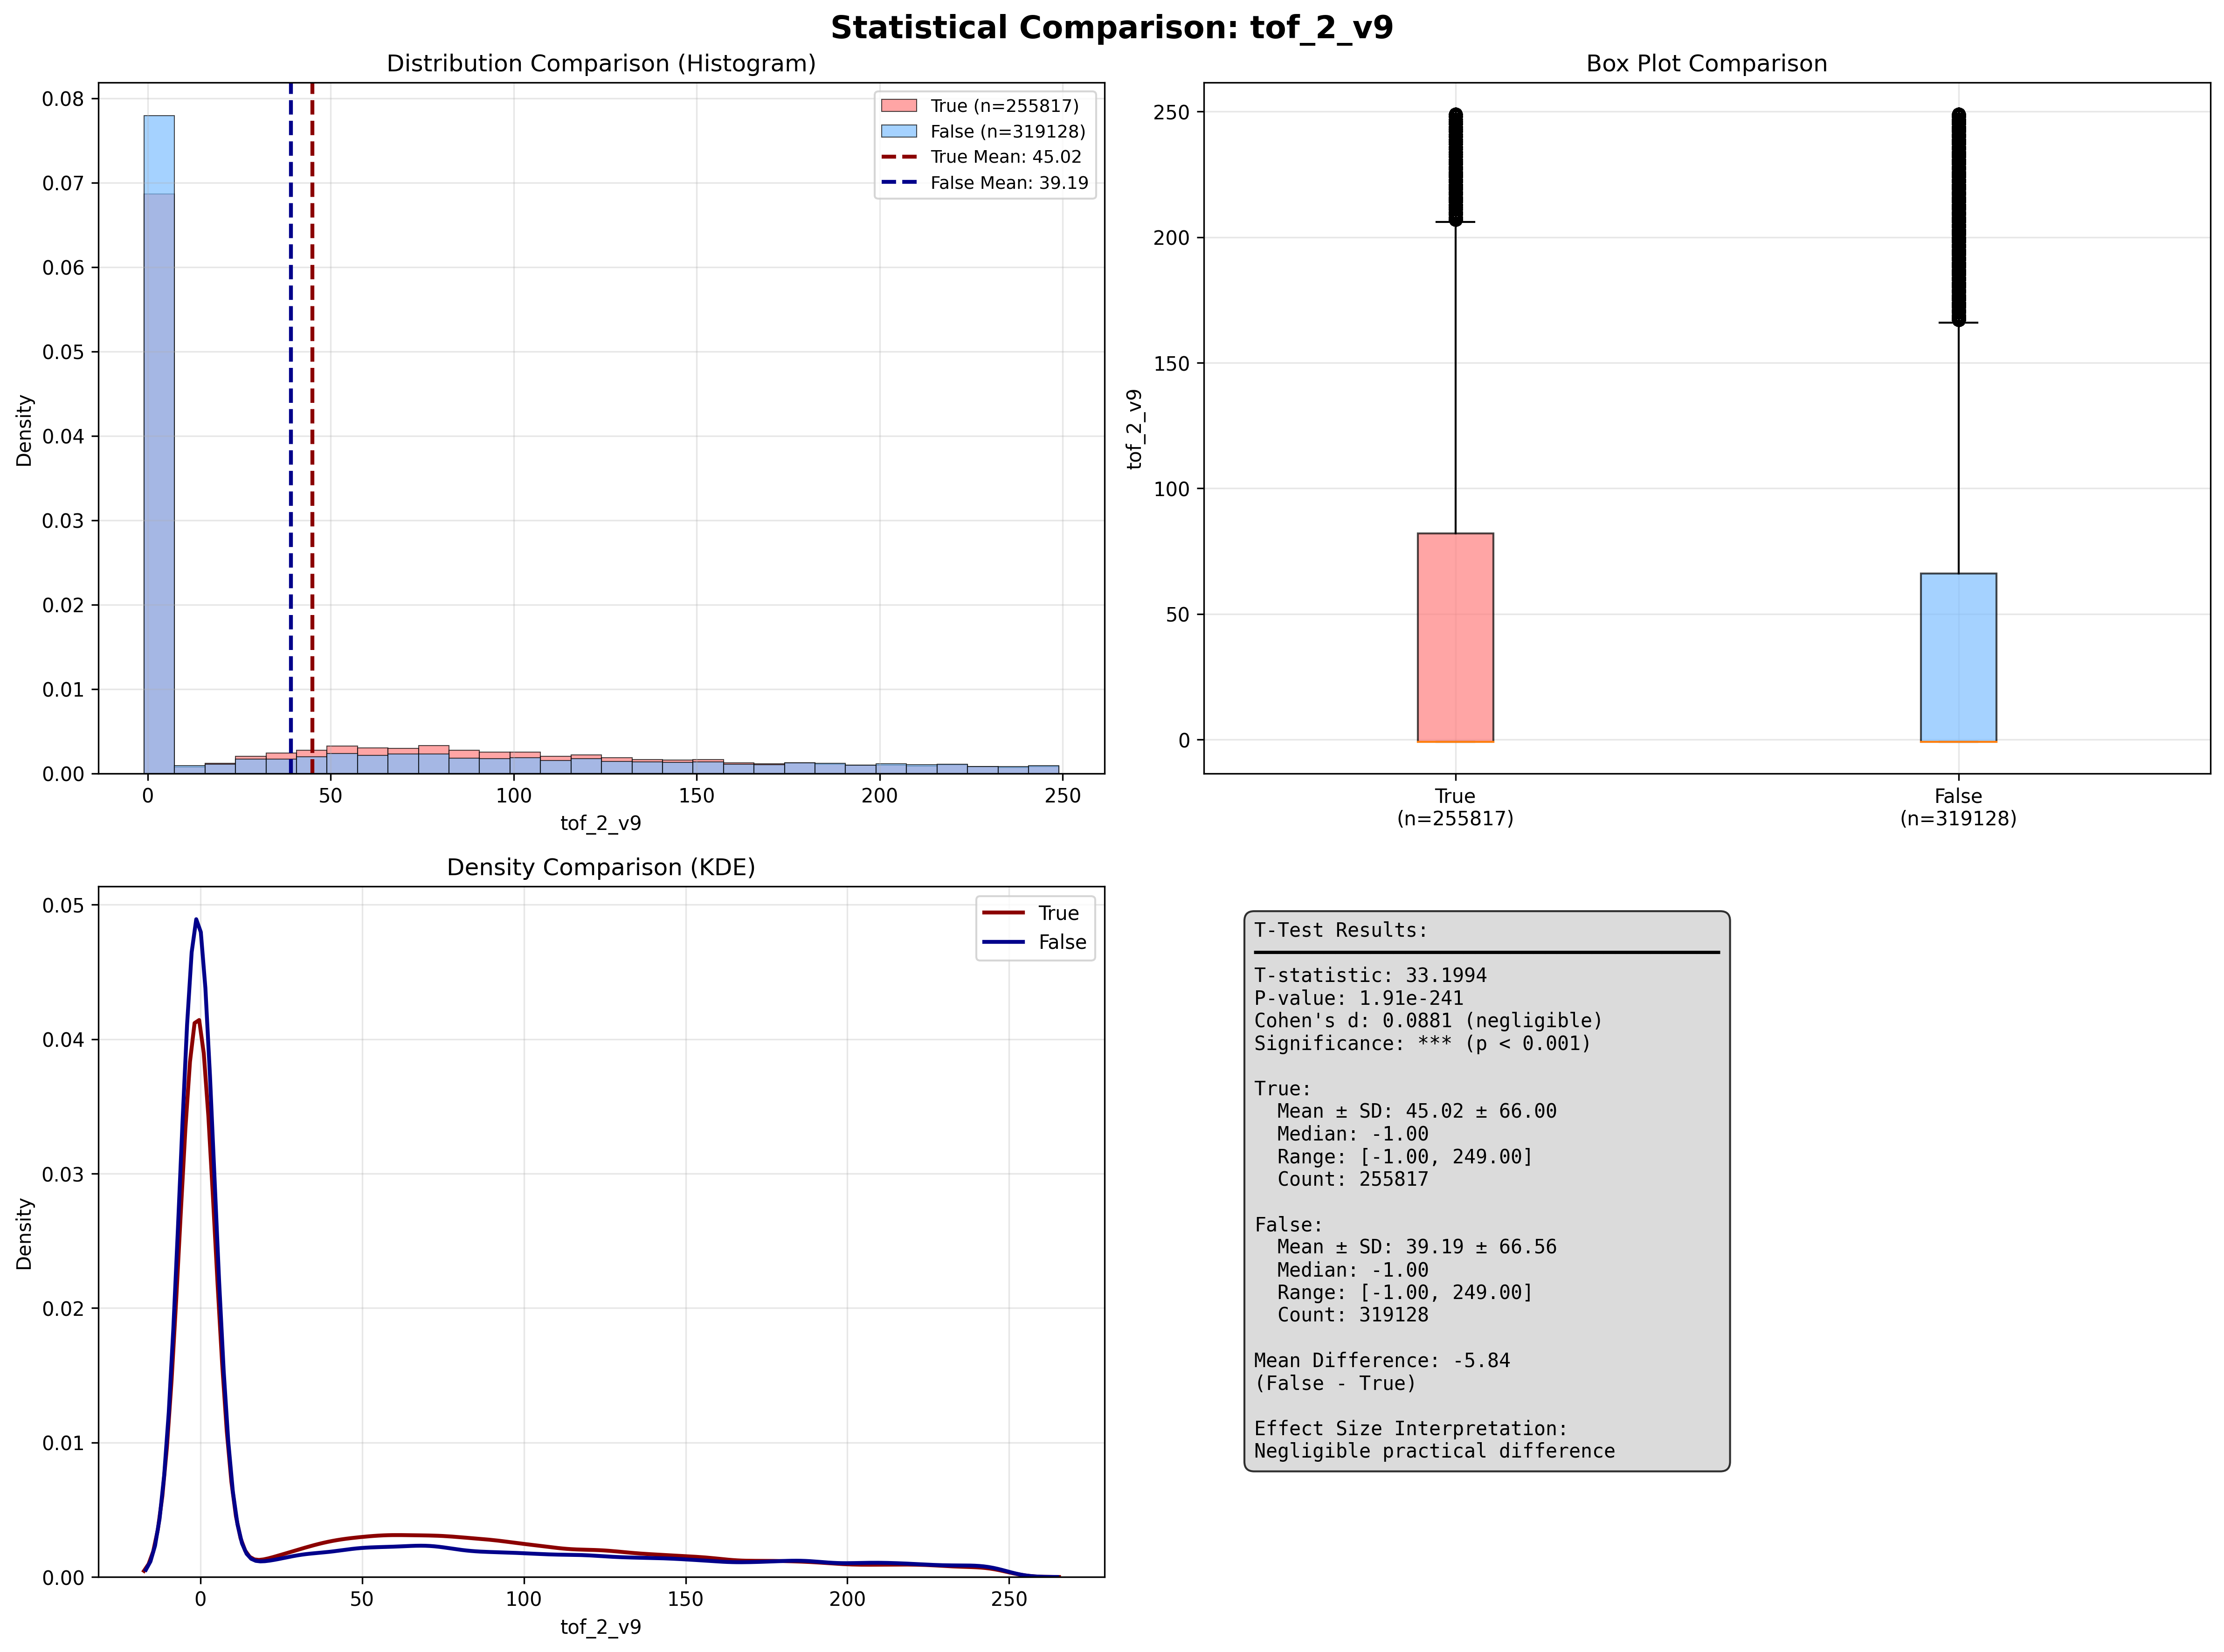 Statistical Comparison: tof_2_v9
Distribution Comparison (Histogram)
Density
0.08
0.07
0.06
0.05
0.04
0.03
0.02
0.01
0.00
0 50 100 150 200 250
tof_2_v9
True (n=255817)
False (n=319128)
True Mean: 45.02
False Mean: 39.19
Box Plot Comparison
tof_2_v9
250
200
150
100
50
0
True
(n=255817)
False
(n=319128)
Density Comparison (KDE)
Density
0.05
0.04
0.03
0.02
0.01
0.00
0 50 100 150 200 250
tof_2_v9
True
False
T-Test Results:
T-statistic: 33.1994
P-value: 1.91e-241
Cohen's d: 0.0881 (negligible)
Significance: *** (p < 0.001)
True:
Mean ± SD: 45.02 ± 66.00
Median: -1.00
Range: [-1.00, 249.00]
Count: 255817
False:
Mean ± SD: 39.19 ± 66.56
Median: -1.00
Range: [-1.00, 249.00]
Count: 319128
Mean Difference: -5.84
(False - True)
Effect Size Interpretation:
Negligible practical difference